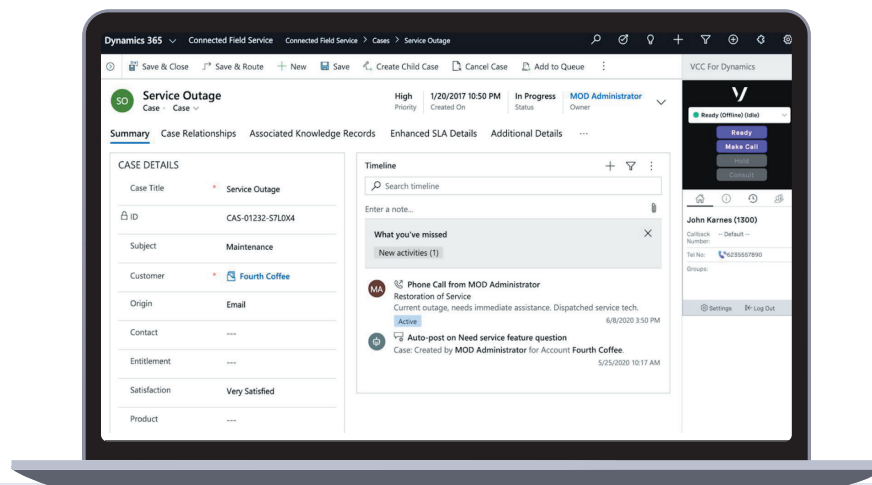 Dynamics 365 Connected Field Service Connected Field Service > Cases > Service Outage
Save & Close Save & Route + New Save Create Child Case Cancel Case Add to Queue
VCC For Dynamics
SO Service Outage
Case · Case
High Priority
1/20/2017 10:50 PM Created On
In Progress Status
MOD Administrator Owner
Summary Case Relationships Associated Knowledge Records Enhanced SLA Details Additional Details ...
CASE DETAILS
Case Title * Service Outage
ID CAS-01232-S7L0X4
Subject Maintenance
Customer * Fourth Coffee
Origin Email
Contact ---
Entitlement ---
Satisfaction Very Satisfied
Product ---
Timeline
Search timeline
Enter a note...
What you've missed
New activities (1)
MA Phone Call from MOD Administrator
Restoration of Service
Current outage, needs immediate assistance. Dispatched service tech.
Active 6/8/2020 3:50 PM
Auto-post on Need service feature question
Case: Created by MOD Administrator for Account Fourth Coffee.
5/25/2020 10:17 AM
Ready (Offline) (Idle)
Ready
Make Call
Hold
Consult
John Karnes (1300)
Callback Number: -- Default --
Tel No: *6235557890
Groups:
Settings Log Out